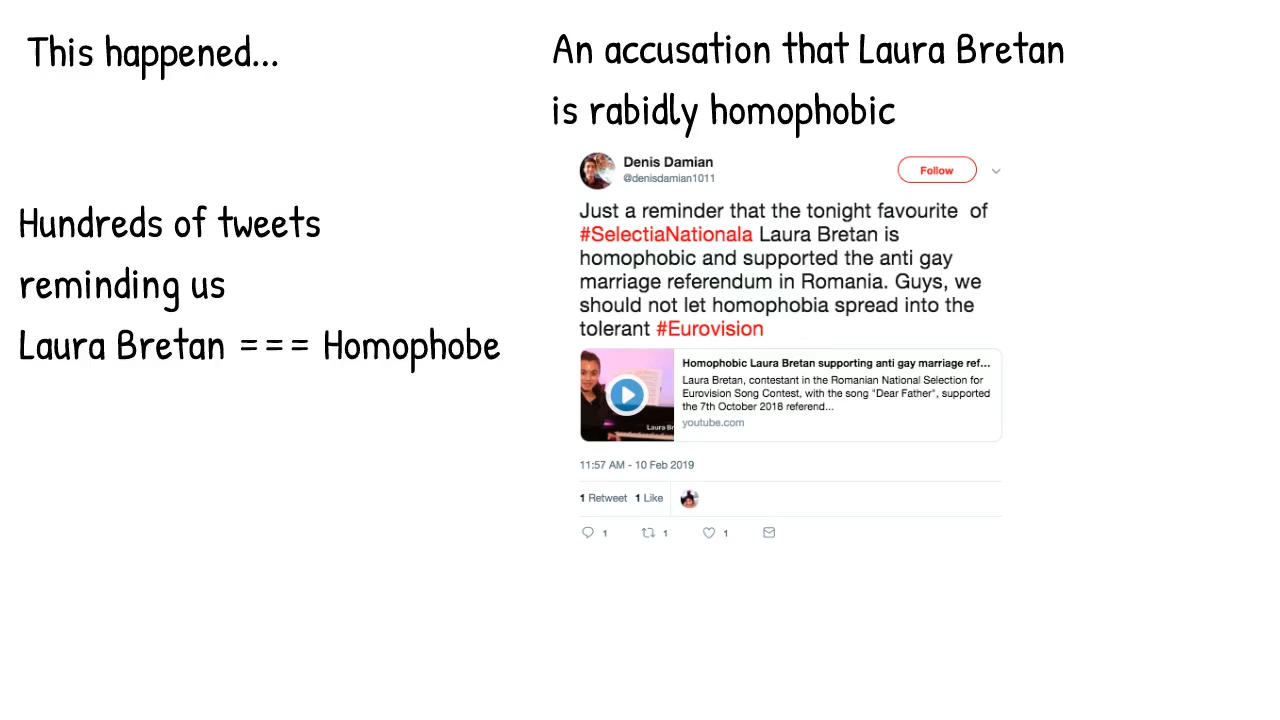 This happened...
Hundreds of tweets
reminding us
Laura Bretan === Homophobe
An accusation that Laura Bretan
is rabidly homophobic
Denis Damian
@denisdamian1011
Follow
Just a reminder that the tonight favourite of
#SelectiaNationala Laura Bretan is
homophobic and supported the anti gay
marriage referendum in Romania. Guys, we
should not let homophobia spread into the
tolerant #Eurovision
Laura Br
Homophobic Laura Bretan supporting anti gay marriage ref...
Laura Bretan, contestant in the Romanian National Selection for
Eurovision Song Contest, with the song "Dear Father", supported
the 7th October 2018 referend...
youtube.com
11:57 AM - 10 Feb 2019
1 Retweet 1 Like
1 1 1